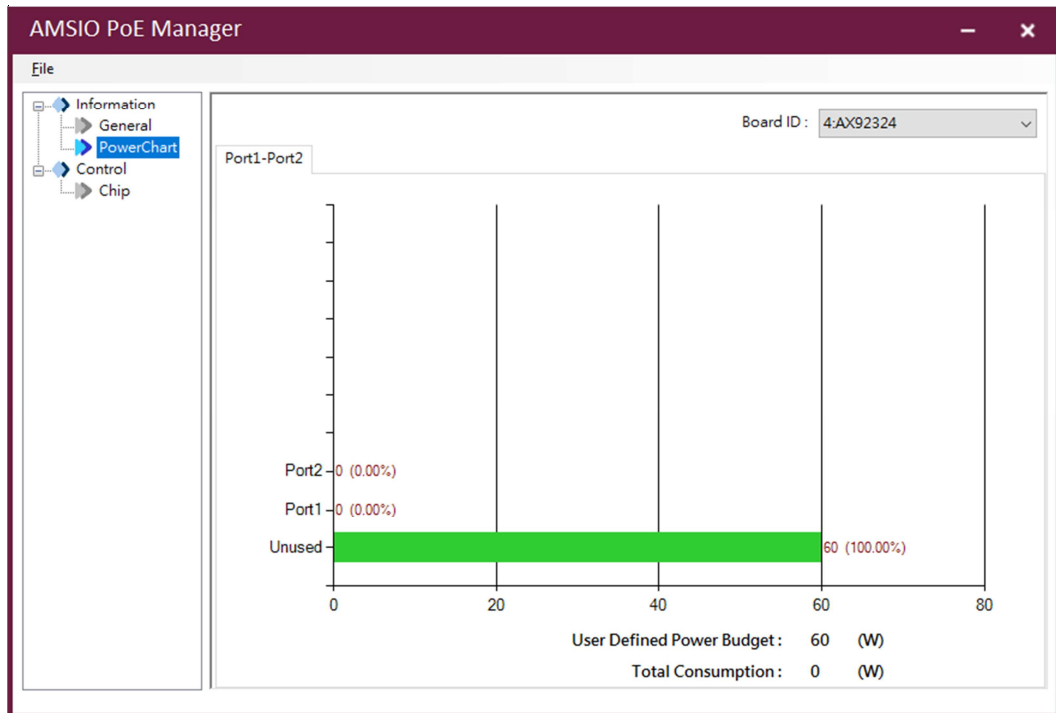 AMSIO PoE Manager
File
Information
General
PowerChart
Control
Chip
Board ID : 4:AX92324
Port1-Port2
Port2 0 (0.00%)
Port1 0 (0.00%)
Unused 60 (100.00%)
0 20 40 60 80
User Defined Power Budget : 60 (W)
Total Consumption : 0 (W)